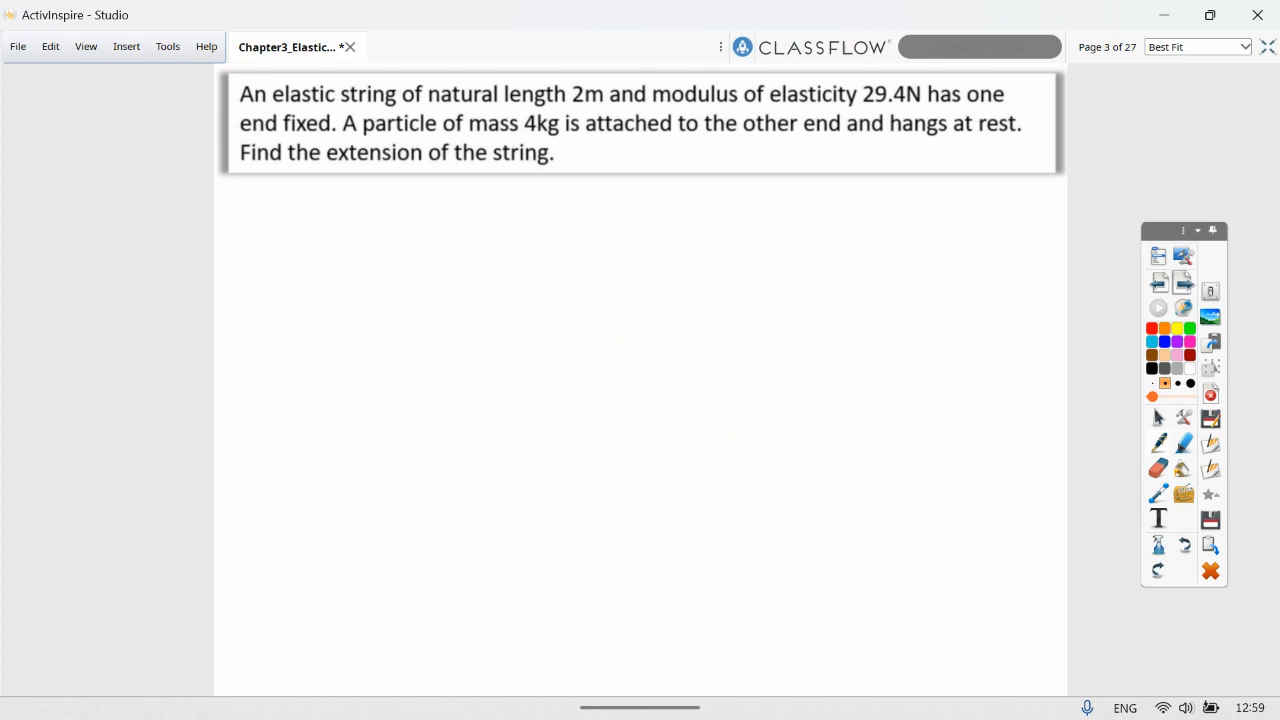 ActivInspire - Studio
File Edit View Insert Tools Help
Chapter3_Elastic... *
CLASSFLOW
Page 3 of 27
Best Fit
An elastic string of natural length 2m and modulus of elasticity 29.4N has one
end fixed. A particle of mass 4kg is attached to the other end and hangs at rest.
Find the extension of the string.
T
ENG
12:59